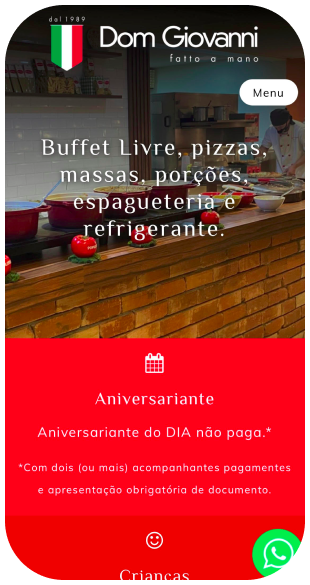 dal 1989
Dom Giovanni
fatto a mano
Menu
Buffet Livre, pizzas,
massas, porções,
espagueteria e
refrigerante.
Aniversariante
Aniversariante do DIA não paga.*
*Com dois (ou mais) acompanhantes pagamentes
e apresentação obrigatória de documento.
Crianças